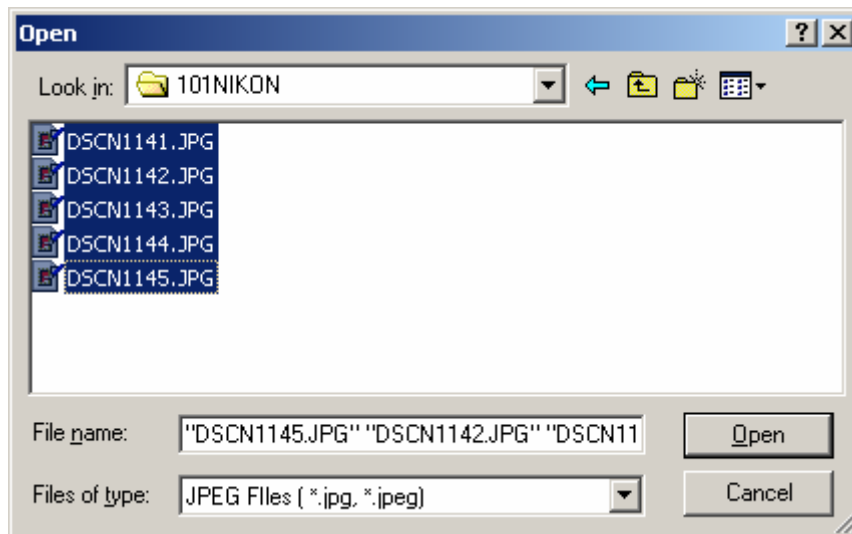 Open
Look in: 101NIKON
DSCN1141.JPG
DSCN1142.JPG
DSCN1143.JPG
DSCN1144.JPG
DSCN1145.JPG
File name: "DSCN1145.JPG" "DSCN1142.JPG" "DSCN11 Open
Files of type: JPEG FIles ( *.jpg, *.jpeg) Cancel